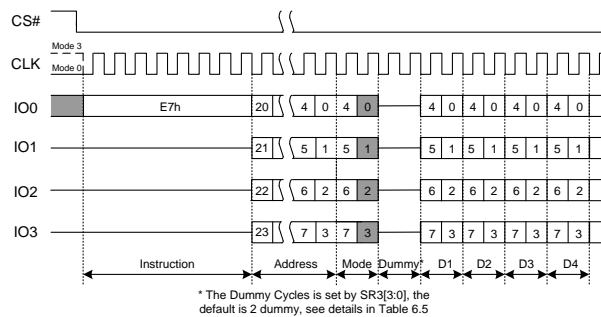 CS#
Mode 3
CLK
Mode 0
IO0 E7h 20 4 0 4 0 4 0 4 0 4 0 4 0
IO1 21 5 1 5 1 5 1 5 1 5 1 5 1
IO2 22 6 2 6 2 6 2 6 2 6 2 6 2
IO3 23 7 3 7 3 7 3 7 3 7 3 7 3
Instruction Address Mode Dummy* D1 D2 D3 D4
* The Dummy Cycles is set by SR3[3:0], the
default is 2 dummy, see details in Table 6.5